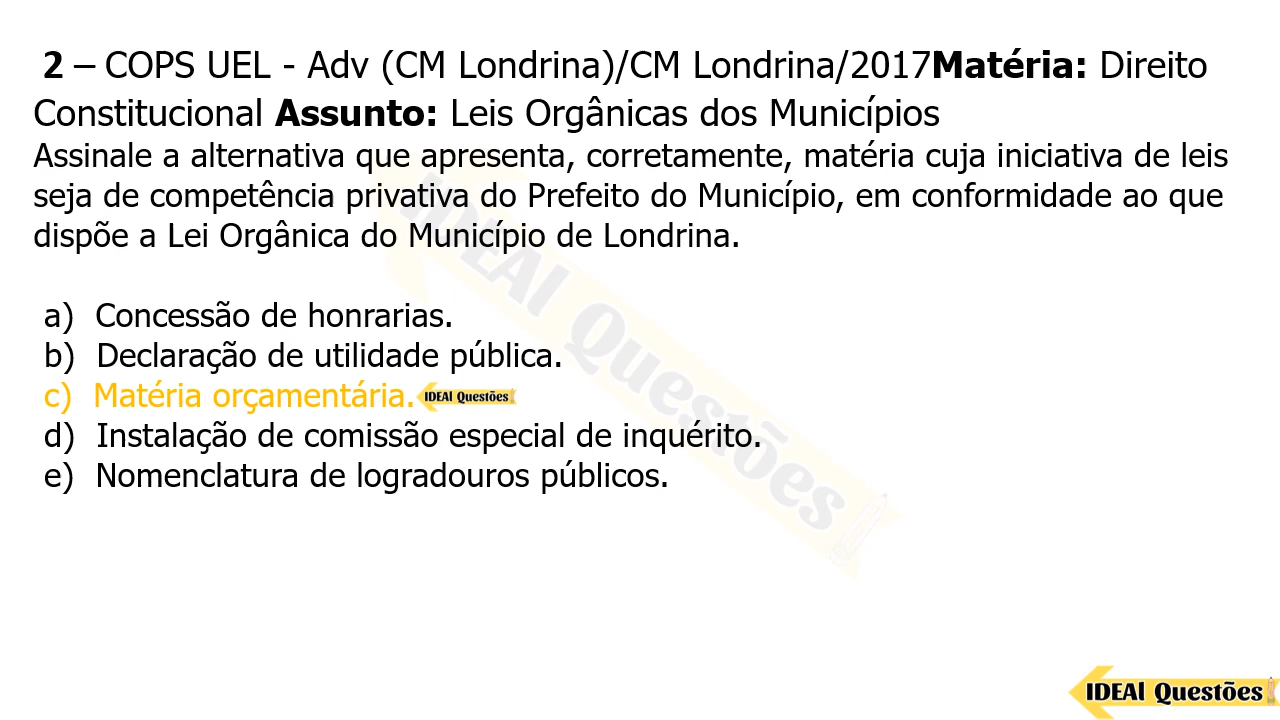 2 – COPS UEL - Adv (CM Londrina)/CM Londrina/2017Matéria: Direito
Constitucional Assunto: Leis Orgânicas dos Municípios
Assinale a alternativa que apresenta, corretamente, matéria cuja iniciativa de leis
seja de competência privativa do Prefeito do Município, em conformidade ao que
dispõe a Lei Orgânica do Município de Londrina.
a) Concessão de honrarias.
b) Declaração de utilidade pública.
c) Matéria orçamentária. IDEAl Questões
d) Instalação de comissão especial de inquérito.
e) Nomenclatura de logradouros públicos.
IDEAl Questões
IDEAl Questões